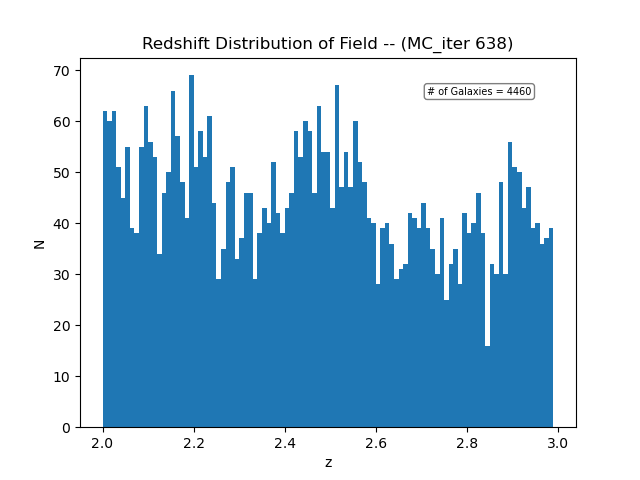 Redshift Distribution of Field -- (MC_iter 638)
# of Galaxies = 4460
70
60
50
40
30
20
10
0
N
2.0 2.2 2.4 2.6 2.8 3.0
z